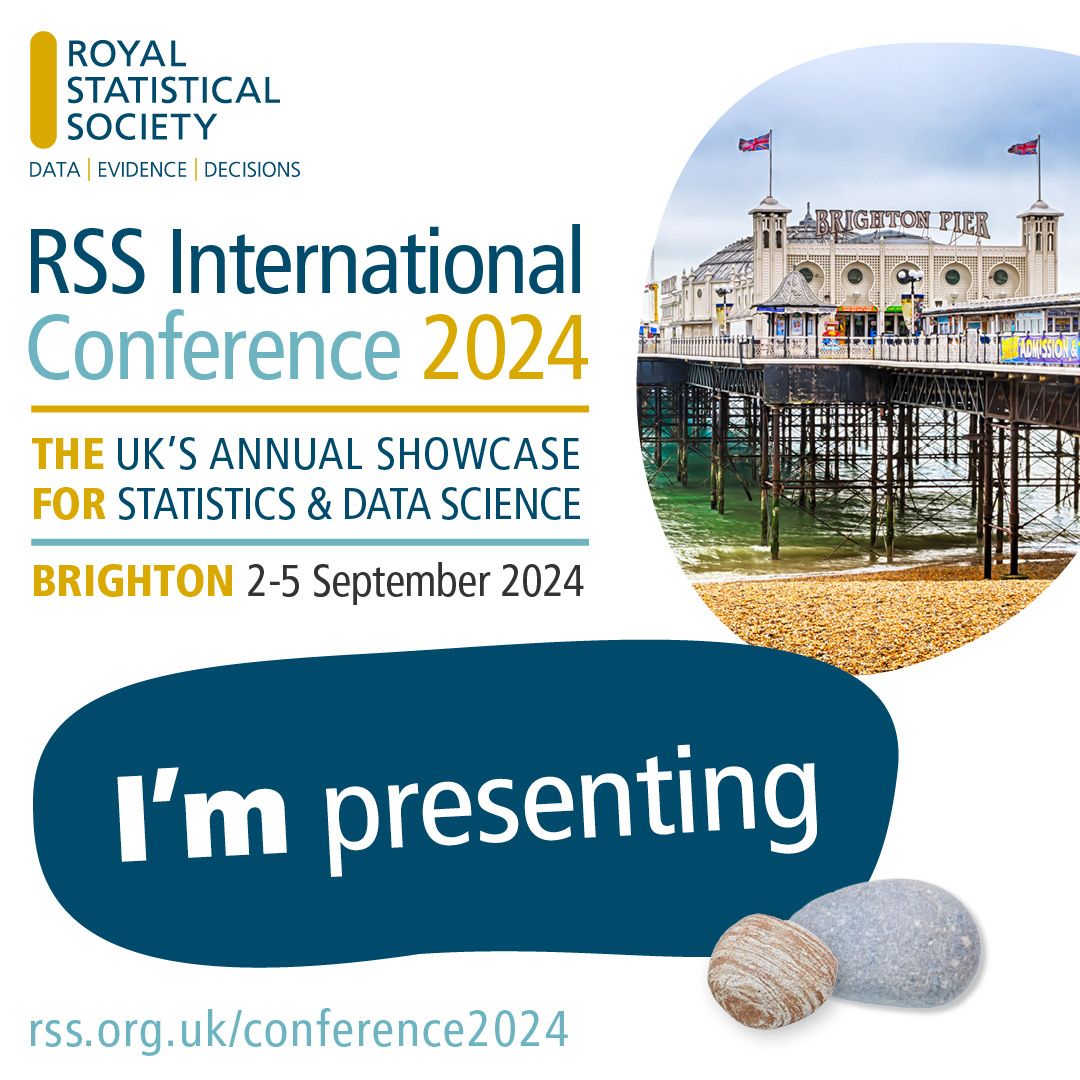 ROYAL
STATISTICAL
SOCIETY
DATA | EVIDENCE | DECISIONS
RSS International
Conference 2024
THE UK'S ANNUAL SHOWCASE
FOR STATISTICS & DATA SCIENCE
BRIGHTON 2-5 September 2024
BRIGHTON PIER
ADMISSION &
I'm presenting
rss.org.uk/conference2024